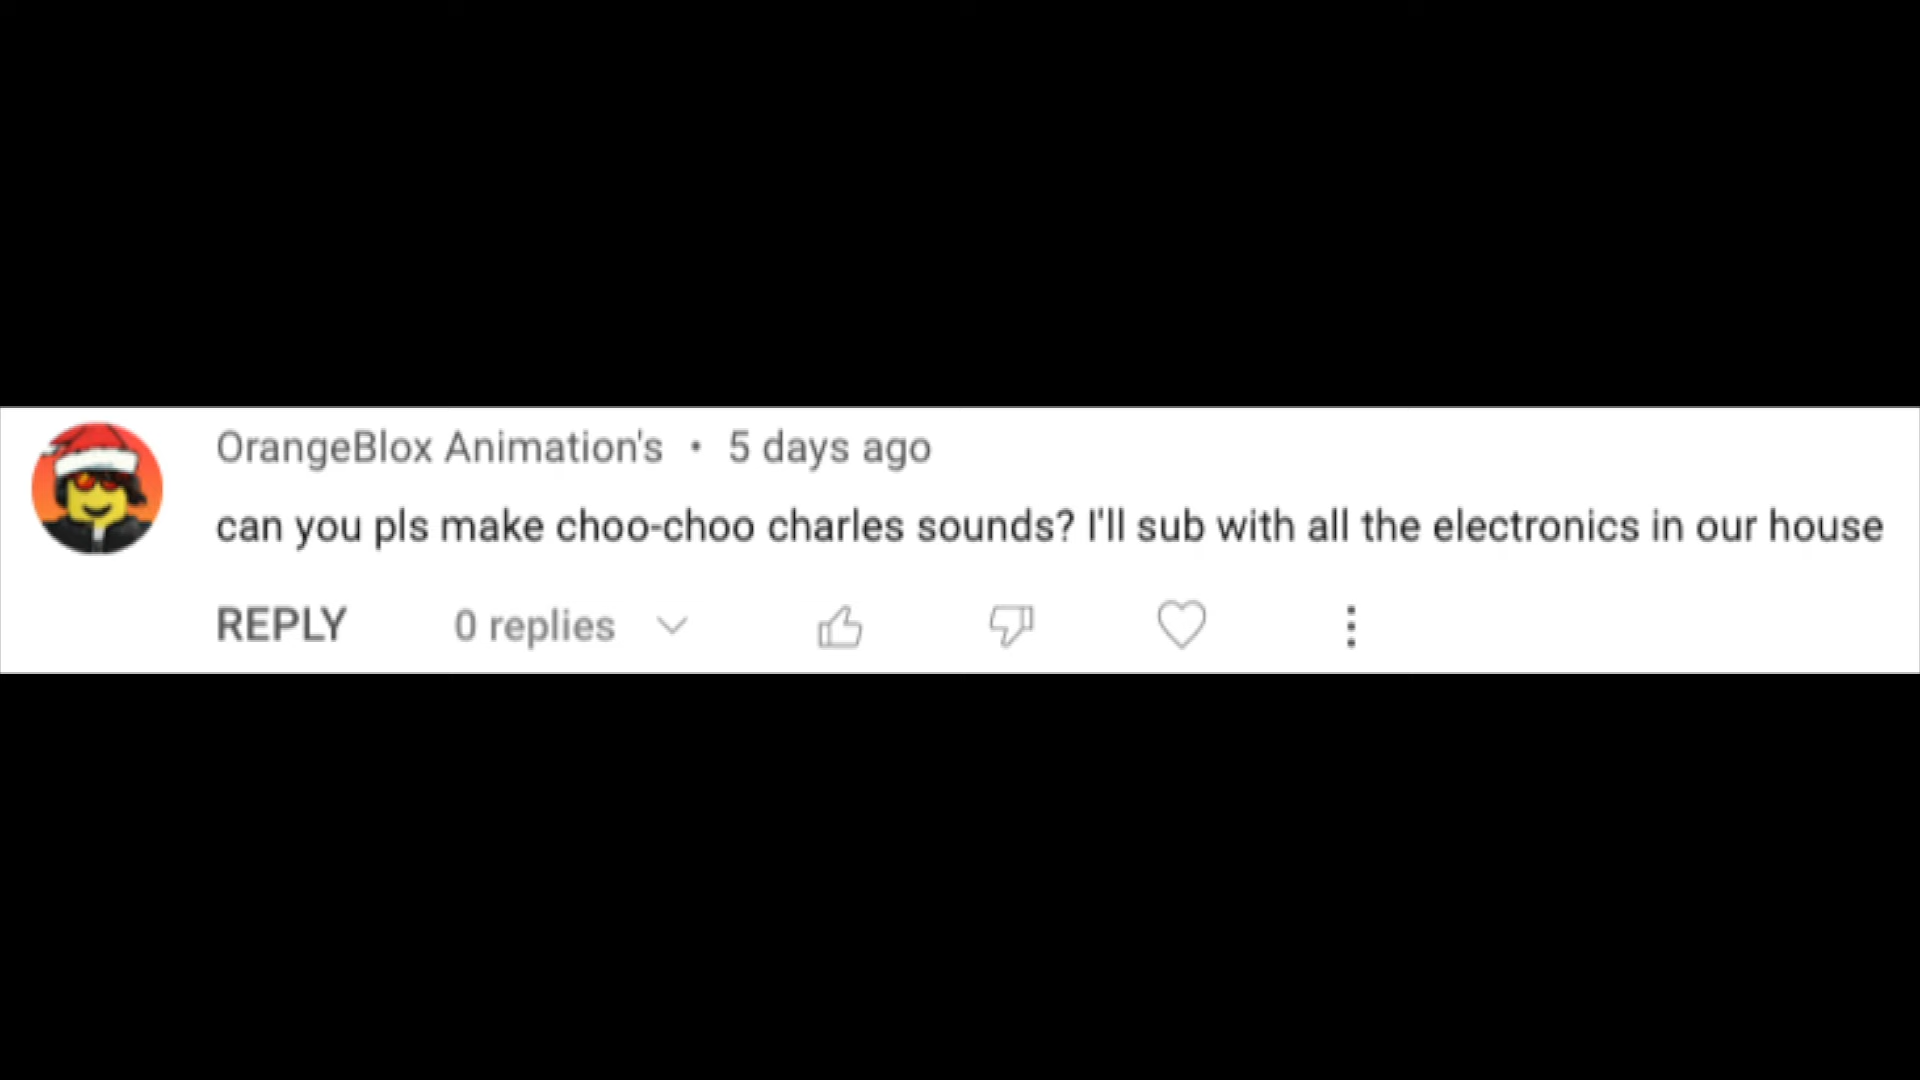 OrangeBlox Animation's • 5 days ago
can you pls make choo-choo charles sounds? I'll sub with all the electronics in our house
REPLY 0 replies